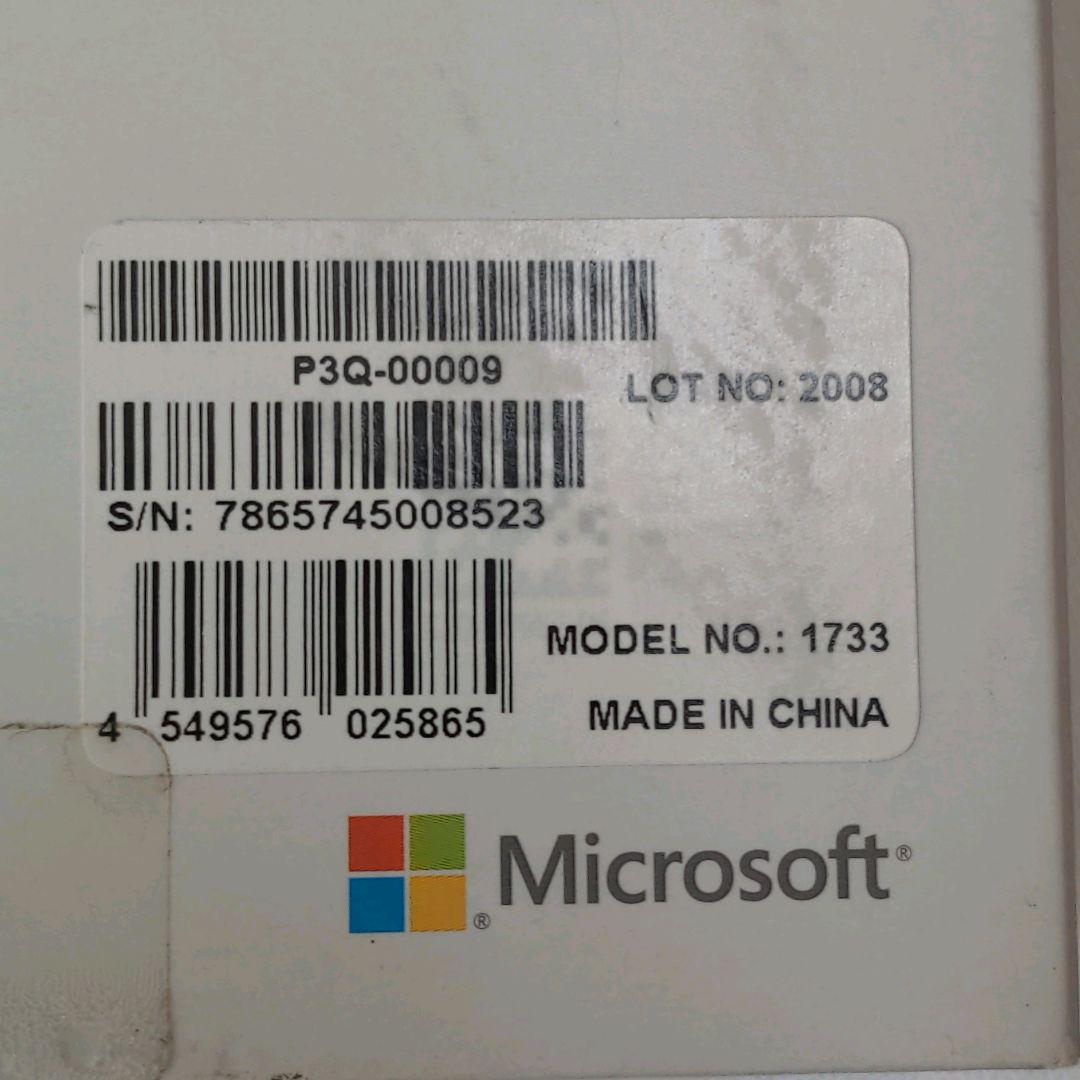 P3Q-00009
LOT NO: 2008
S/N: 7865745008523
MODEL NO.: 1733
MADE IN CHINA
4 549576 025865
Microsoft®
®